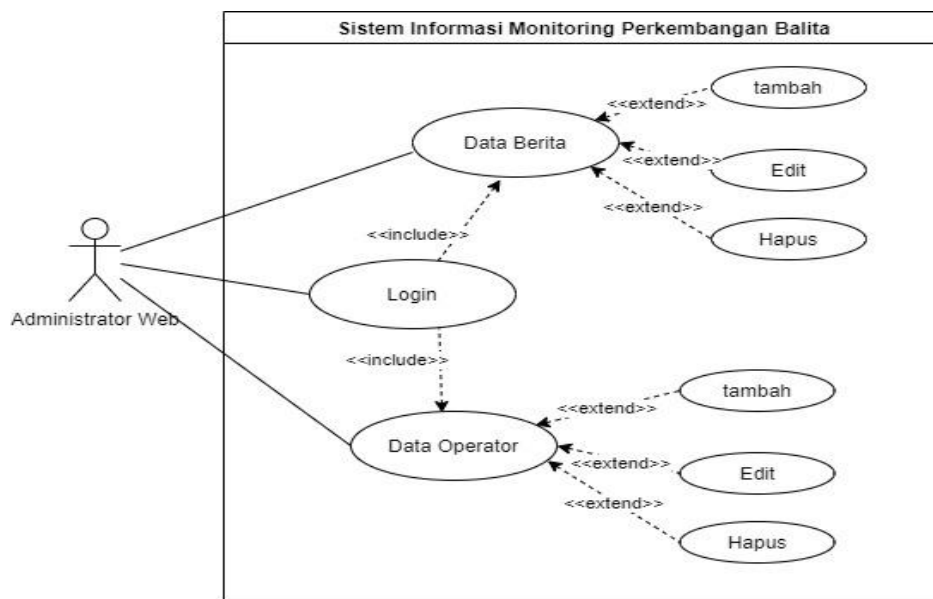 Sistem Informasi Monitoring Perkembangan Balita
tambah
<<extend>>
Data Berita
<<extend>>
Edit
<<extend>>
Hapus
<<include>>
Login
Administrator Web
<<include>>
tambah
<<extend>>
Data Operator
<<extend>>
Edit
<<extend>>
Hapus